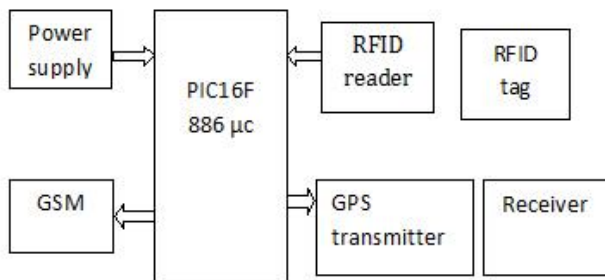 Power
supply
PIC16F
886 µc
RFID
reader
RFID
tag
GSM
GPS
transmitter
Receiver